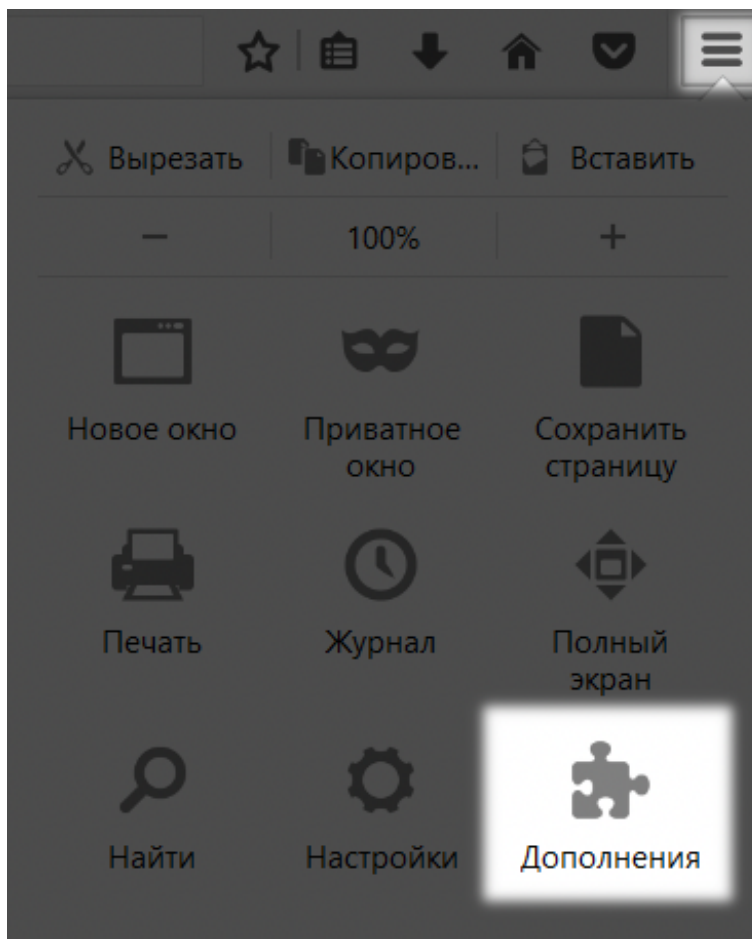 Вырезать Копиров... Вставить
− 100% +
Новое окно Приватное Сохранить
окно страницу
Печать Журнал Полный
экран
Найти Настройки Дополнения